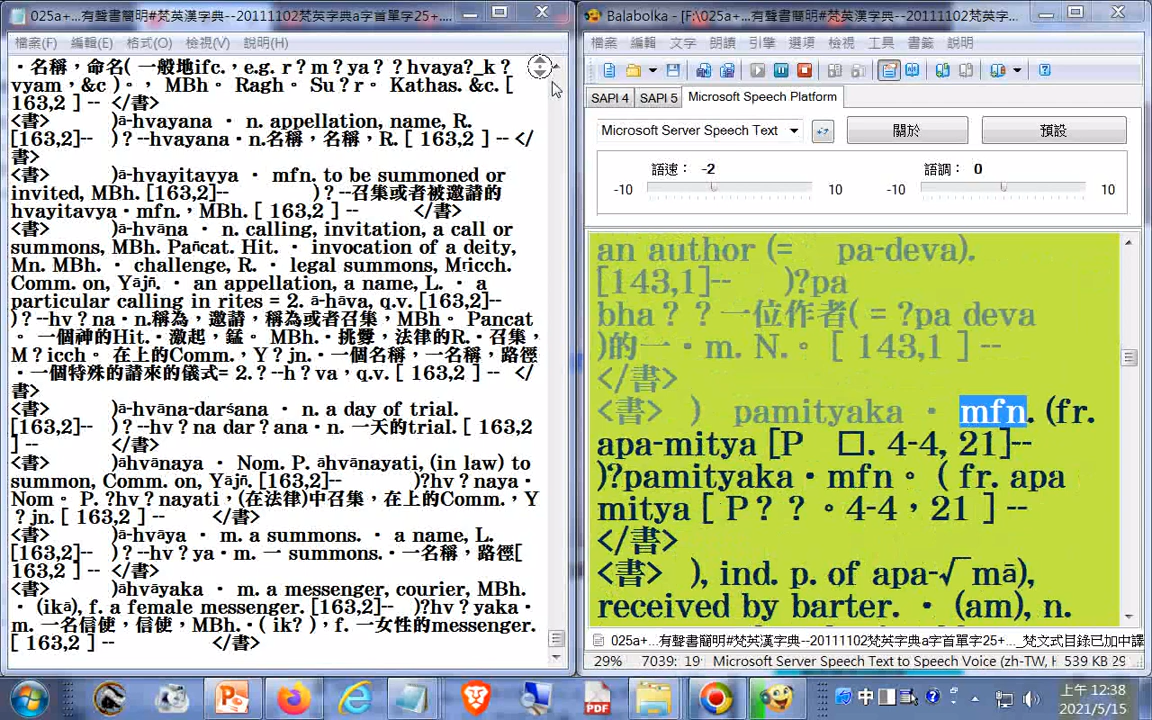 025a+...有聲書簡明#梵英漢字典--20111102梵英字典a字首單字25+...
檔案(F) 編輯(E) 格式(O) 檢視(V) 說明(H)
‧名稱，命名( 一般地ifc.，e.g. r？m？ya？？hvaya?_k？
vyam，&c )。， MBh。 Ragh。 Su？r。 Kathas. &c. [
163,2 ] -- </書>
<書> )ā-hvayana ‧ n. appellation, name, R.
[163,2]-- )？--hvayana‧n.名稱，名稱，R. [ 163,2 ] -- </
書>
<書> )ā-hvayitavya ‧ mfn. to be summoned or
invited, MBh. [163,2]-- )？--召集或者被邀請的
hvayitavya‧mfn.，MBh. [ 163,2 ] -- </書>
<書> )ā-hvāna ‧ n. calling, invitation, a call or
summons, MBh. Pañcat. Hit. ‧ invocation of a deity,
Mn. MBh. ‧ challenge, R. ‧ legal summons, Mṛicch.
Comm. on, Yājñ. ‧ an appellation, a name, L. ‧ a
particular calling in rites = 2. ā-hāva, q.v. [163,2]--
)？--hv？na‧n.稱為，邀請，稱為或者召集，MBh。 Pancat
。 一個神的Hit.‧激起，錳。 MBh.‧挑釁，法律的R.‧召集，
M？icch。 在上的Comm.，Y？jn.‧一個名稱，一名稱，路徑
‧一個特殊的請來的儀式= 2.？--h？va，q.v. [ 163,2 ] -- </
書>
<書> )ā-hvāna-darśana ‧ n. a day of trial.
[163,2]-- )？--hv？na dar？ana‧n. 一天的trial. [ 163,2
] -- </書>
<書> )āhvānaya ‧ Nom. P. āhvānayati, (in law) to
summon, Comm. on, Yājñ. [163,2]-- )?hv？naya‧
Nom。 P. ?hv？nayati，(在法律)中召集，在上的Comm.，Y
？jn. [ 163,2 ] -- </書>
<書> )ā-hvāya ‧ m. a summons. ‧ a name, L.
[163,2]-- )？--hv？ya‧m. 一 summons.‧一名稱，路徑[
163,2 ] -- </書>
<書> )āhvāyaka ‧ m. a messenger, courier, MBh.
‧ (ikā), f. a female messenger. [163,2]-- )?hv？yaka‧
m. 一名信使，信使，MBh.‧( ik？)，f. 一女性的messenger.
[ 163,2 ] -- </書>
Balabolka - [F:\025a+...有聲書簡明#梵英漢字典--20111102梵英字...
檔案 編輯 文字 朗讀 引擎 選項 檢視 工具 書籤 說明
SAPI 4 SAPI 5 Microsoft Speech Platform
Microsoft Server Speech Text 關於 預設
語速： -2 語調： 0
-10 10 -10 10
an author (= pa-deva).
[143,1]-- )?pa
bha？？一位作者( = ?pa deva
)的一‧m. N.。 [ 143,1 ] --
</書>
<書> ) pamityaka ‧ mfn. (fr.
apa-mitya [P □. 4-4, 21]--
)?pamityaka‧mfn。 ( fr. apa
mitya [ P？？。4-4，21 ] --
</書>
<書> ), ind. p. of apa-√mā),
received by barter. ‧ (am), n.
025a+...有聲書簡明#梵英漢字典--20111102梵英字典a字首單字25+..._梵文式目錄已加中譯
29% 7039: 19 Microsoft Server Speech Text to Speech Voice (zh-TW, H 539 KB 29
中
PDF
上午 12:38
2021/5/15